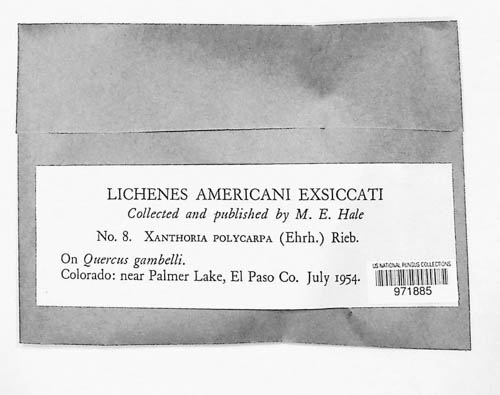 LICHENES AMERICANI EXSICCATI
Collected and published by M. E. Hale
No. 8. XANTHORIA POLYCARPA (Ehrh.) Rieb.
On Quercus gambelli.
Colorado: near Palmer Lake, El Paso Co. July 1954.
US NATIONAL FUNGUS COLLECTIONS
971885